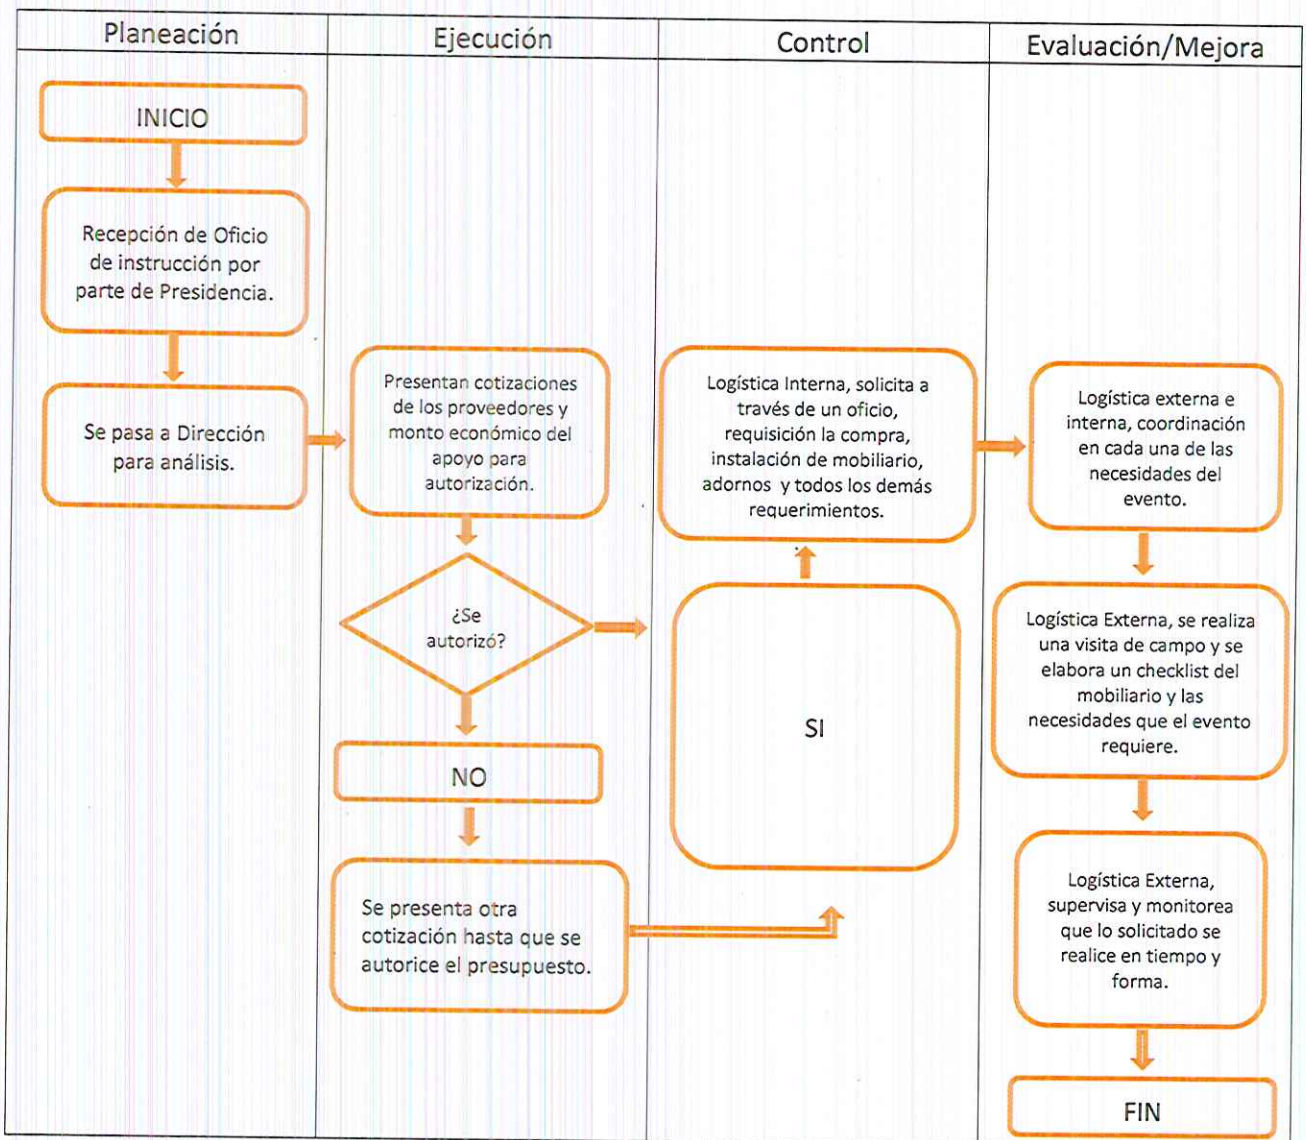 Planeación
Ejecución
Control
Evaluación/Mejora
INICIO
Recepción de Oficio
de instrucción por
parte de Presidencia.
Se pasa a Dirección
para análisis.
Presentan cotizaciones
de los proveedores y
monto económico del
apoyo para
autorización.
¿Se
autorizó?
NO
Se presenta otra
cotización hasta que se
autorice el presupuesto.
Logística Interna, solicita a
través de un oficio,
requisición la compra,
instalación de mobiliario,
adornos y todos los demás
requerimientos.
SI
Logística externa e
interna, coordinación
en cada una de las
necesidades del
evento.
Logística Externa, se realiza
una visita de campo y se
elabora un checklist del
mobiliario y las
necesidades que el evento
requiere.
Logística Externa,
supervisa y monitorea
que lo solicitado se
realice en tiempo y
forma.
FIN